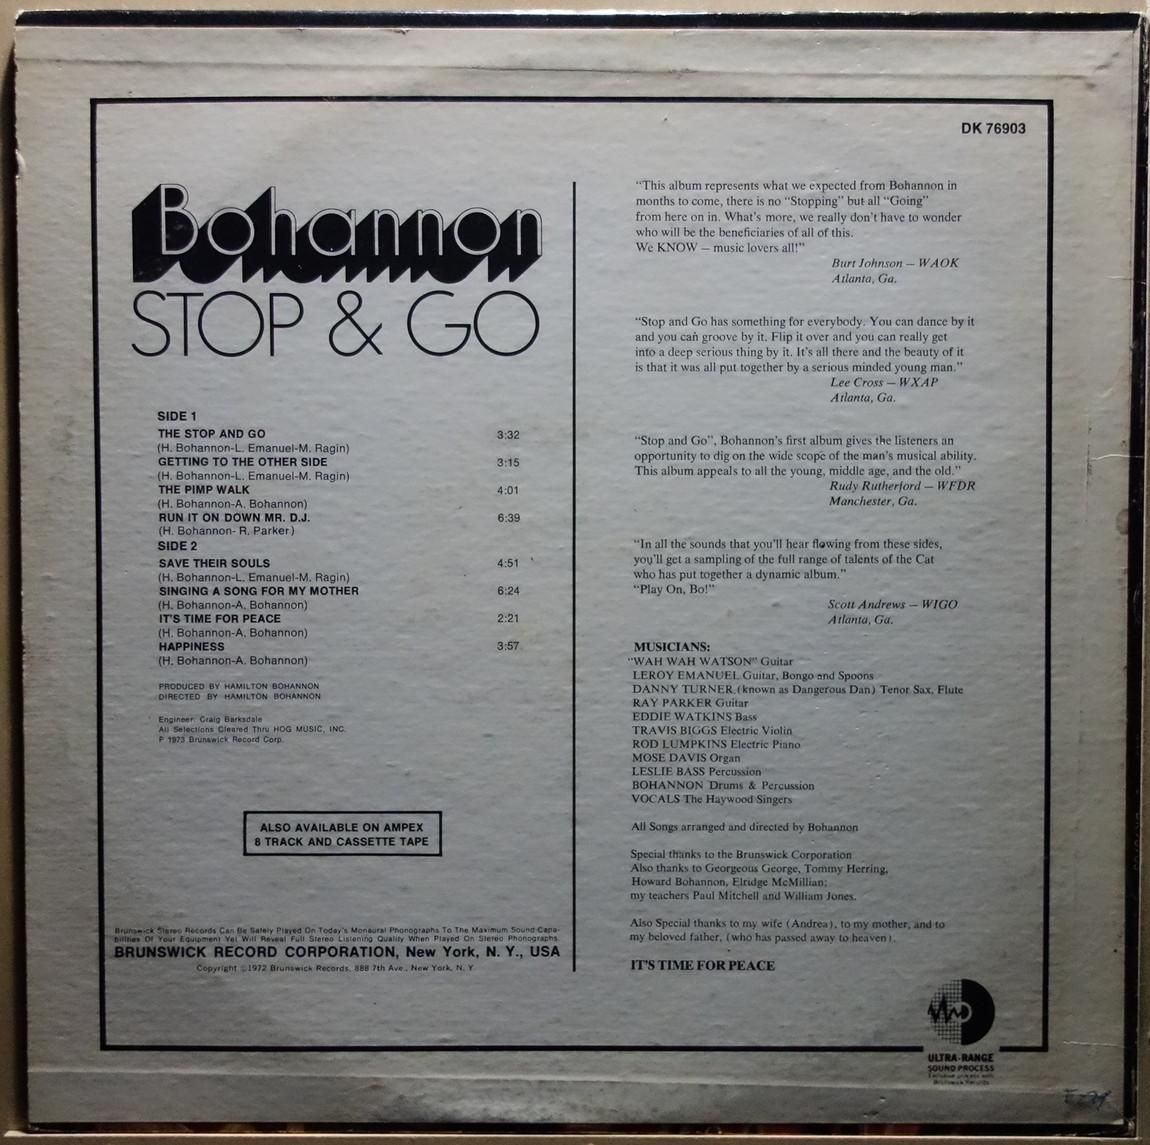 DK 76903
Bohannon
STOP & GO
SIDE 1
THE STOP AND GO 3:32
(H. Bohannon-L. Emanuel-M. Ragin)
GETTING TO THE OTHER SIDE 3:15
(H. Bohannon-L. Emanuel-M. Ragin)
THE PIMP WALK 4:01
(H. Bohannon-A. Bohannon)
RUN IT ON DOWN MR. D.J. 6:39
(H. Bohannon- R. Parker)
SIDE 2
SAVE THEIR SOULS 4:51
(H. Bohannon-L. Emanuel-M. Ragin)
SINGING A SONG FOR MY MOTHER 6:24
(H. Bohannon-A. Bohannon)
IT'S TIME FOR PEACE 2:21
(H. Bohannon-A. Bohannon)
HAPPINESS 3:57
(H. Bohannon-A. Bohannon)
PRODUCED BY HAMILTON BOHANNON
DIRECTED BY HAMILTON BOHANNON
Engineer: Craig Barksdale
All Selections Cleared Thru HOG MUSIC, INC.
P 1973 Brunswick Record Corp.
ALSO AVAILABLE ON AMPEX
8 TRACK AND CASSETTE TAPE
Brunswick Stereo Records Can Be Safely Played On Today's Monaural Phonographs To The Maximum Sound Capa-
bilities Of Your Equipment Yet Will Reveal Full Stereo Listening Quality When Played On Stereo Phonographs.
BRUNSWICK RECORD CORPORATION, New York, N. Y., USA
Copyright ©1972 Brunswick Records, 888 7th Ave., New York, N. Y.
"This album represents what we expected from Bohannon in
months to come, there is no "Stopping" but all "Going"
from here on in. What's more, we really don't have to wonder
who will be the beneficiaries of all of this.
We KNOW – music lovers all!"
Burt Johnson – WAOK
Atlanta, Ga.
"Stop and Go has something for everybody. You can dance by it
and you can groove by it. Flip it over and you can really get
into a deep serious thing by it. It's all there and the beauty of it
is that it was all put together by a serious minded young man."
Lee Cross – WXAP
Atlanta, Ga.
"Stop and Go", Bohannon's first album gives the listeners an
opportunity to dig on the wide scope of the man's musical ability.
This album appeals to all the young, middle age, and the old."
Rudy Rutherford – WFDR
Manchester, Ga.
"In all the sounds that you'll hear flowing from these sides,
you'll get a sampling of the full range of talents of the Cat
who has put together a dynamic album."
"Play On, Bo!"
Scott Andrews – WIGO
Atlanta, Ga.
MUSICIANS:
"WAH WAH WATSON" Guitar
LEROY EMANUEL Guitar, Bongo and Spoons
DANNY TURNER (known as Dangerous Dan) Tenor Sax, Flute
RAY PARKER Guitar
EDDIE WATKINS Bass
TRAVIS BIGGS Electric Violin
ROD LUMPKINS Electric Piano
MOSE DAVIS Organ
LESLIE BASS Percussion
BOHANNON Drums & Percussion
VOCALS The Haywood Singers
All Songs arranged and directed by Bohannon
Special thanks to the Brunswick Corporation
Also thanks to Georgeous George, Tommy Herring,
Howard Bohannon, Elridge McMillian;
my teachers Paul Mitchell and William Jones.
Also Special thanks to my wife (Andrea), to my mother, and to
my beloved father, (who has passed away to heaven).
IT'S TIME FOR PEACE
ULTRA-RANGE
SOUND PROCESS
Exclusive process with
Brunswick Records